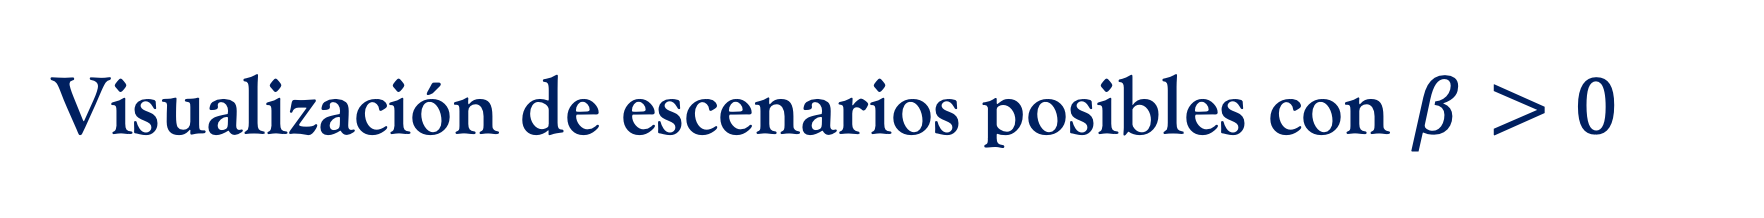 Visualización de escenarios posibles con β > 0